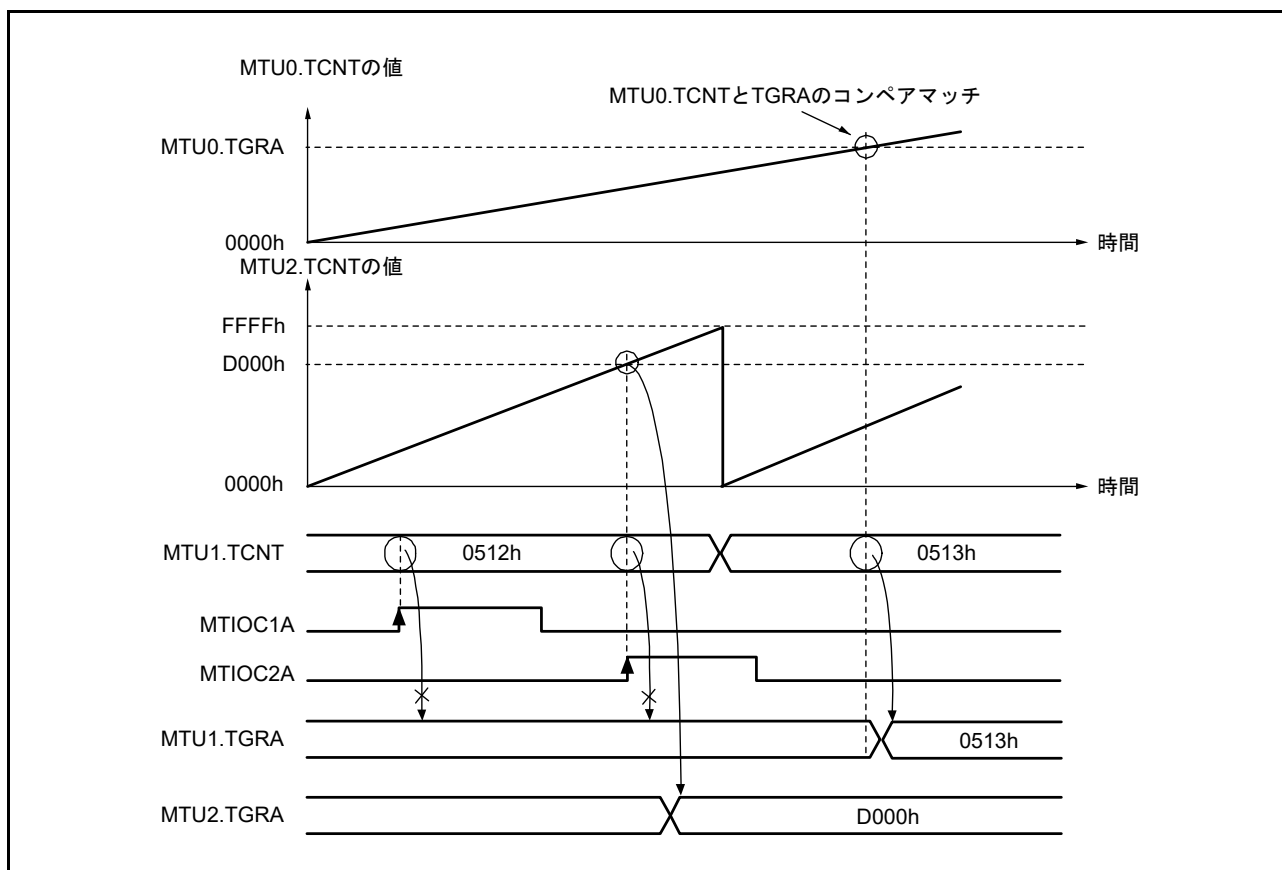 MTU0.TCNTの値
MTU0.TCNTとTGRAのコンペアマッチ
MTU0.TGRA
0000h
時間
MTU2.TCNTの値
FFFFh
D000h
0000h
時間
MTU1.TCNT 0512h 0513h
MTIOC1A
MTIOC2A
MTU1.TGRA 0513h
MTU2.TGRA D000h